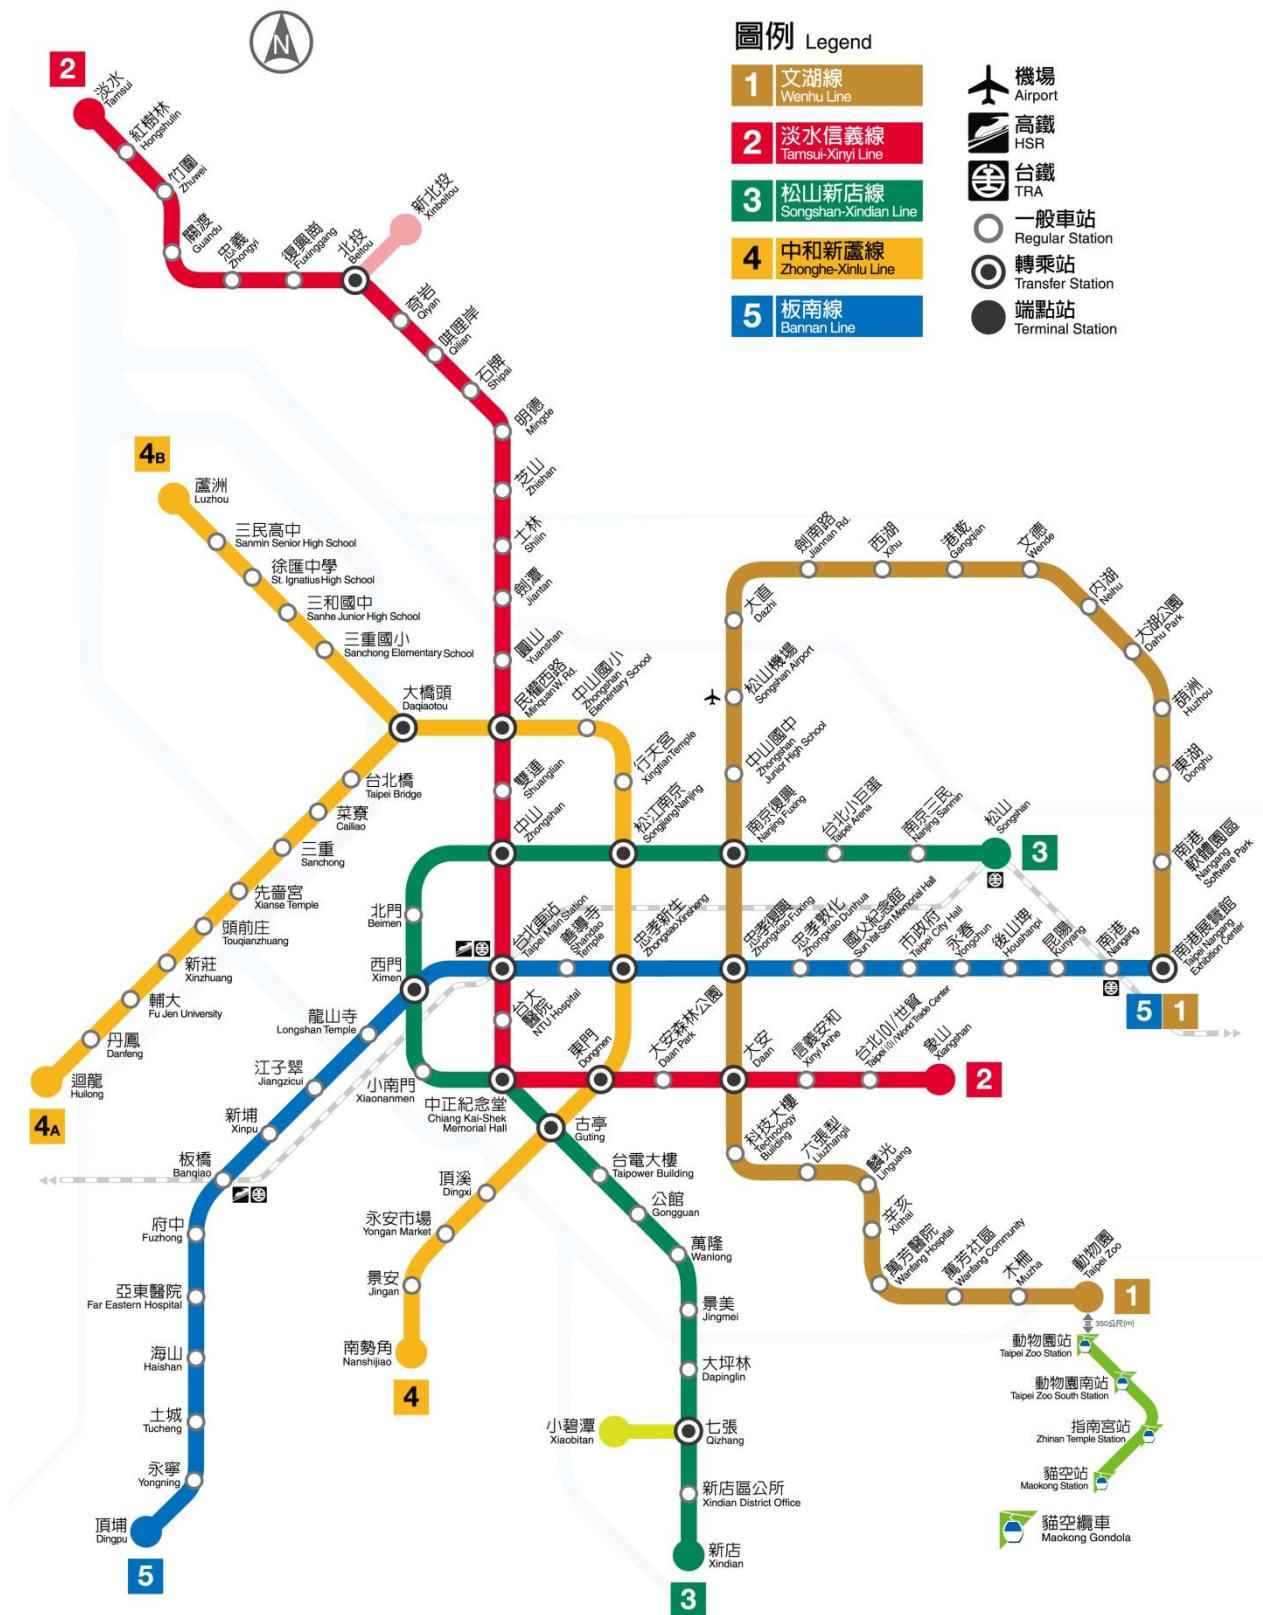 N
圖例 Legend
1 文湖線
Wenhu Line
2 淡水信義線
Tamsui-Xinyi Line
3 松山新店線
Songshan-Xindian Line
4 中和新蘆線
Zhonghe-Xinlu Line
5 板南線
Bannan Line
機場
Airport
高鐵
HSR
台鐵
TRA
一般車站
Regular Station
轉乘站
Transfer Station
端點站
Terminal Station
2
淡水
Tamsui
紅樹林
Hongshulin
竹圍
Zhuwei
關渡
Guandu
忠義
Zhongyi
復興崗
Fuxinggang
北投
Beitou
新北投
Xinbeitou
奇岩
Qiyan
唭哩岸
Qilian
石牌
Shipai
明德
Mingde
芝山
Zhishan
士林
Shilin
劍潭
Jiantan
圓山
Yuanshan
民權西路
MinquanW. Rd.
雙連
Shuanglian
中山
Zhongshan
台北車站
Taipei Main Station
台大
醫院
NTU Hospital
中正紀念堂
Chiang Kai-Shek
Memorial Hall
東門
Dongmen
大安森林公園
Daan Park
大安
Daan
信義安和
Xinyi Anhe
台北101/世貿
Taipei 101/World Trade Center
象山
Xiangshan
2
4B
蘆洲
Luzhou
三民高中
Sanmin Senior High School
徐匯中學
St. Ignatius High School
三和國中
Sanhe Junior High School
三重國小
Sanchong Elementary School
大橋頭
Daqiaotou
台北橋
Taipei Bridge
菜寮
Cailiao
三重
Sanchong
先嗇宮
Xianse Temple
頭前庄
Touqianzhuang
新莊
Xinzhuang
輔大
Fu Jen University
丹鳳
Danfeng
迴龍
Huilong
4A
中山國小
Zhongshan
Elementary School
行天宮
XingtianTemple
松江南京
Songjiang Nanjing
忠孝新生
Zhongxiao Xinsheng
古亭
Guting
頂溪
Dingxi
永安市場
Yongan Market
景安
Jingan
南勢角
Nanshijiao
4
劍南路
Jiannan Rd.
西湖
Xihu
港墘
Gangqian
文德
Wende
內湖
Neihu
大湖公園
Dahu Park
葫洲
Huzhou
東湖
Donghu
南港
軟體園區
Nangang
Software Park
南港展覽館
Taipei Nangang
Exhibition Center
5 1
大直
Dazhi
松山機場
Songshan Airport
中山國中
Zhongshan
Junior High School
南京復興
Nanjing Fuxing
台北小巨蛋
Taipei Arena
南京三民
Nanjing Sanmin
松山
Songshan
3
北門
Beimen
西門
Ximen
小南門
Xiaonanmen
善導寺
Shandao
Temple
忠孝復興
Zhongxiao Fuxing
忠孝敦化
Zhongxiao Dunhua
國父紀念館
Sun Yat-Sen Memorial Hall
市政府
Taipei City Hall
永春
Yongchun
後山埤
Houshanpi
昆陽
Kunyang
南港
Nangang
龍山寺
Longshan Temple
江子翠
Jiangzicui
新埔
Xinpu
板橋
Banqiao
府中
Fuzhong
亞東醫院
Far Eastern Hospital
海山
Haishan
土城
Tucheng
永寧
Yongning
頂埔
Dingpu
5
台電大樓
Taipower Building
公館
Gongguan
萬隆
Wanlong
景美
Jingmei
大坪林
Dapinglin
小碧潭
Xiaobitan
七張
Qizhang
新店區公所
Xindian District Office
新店
Xindian
3
科技大樓
Technology
Building
六張犁
Liuzhangli
麟光
Linguang
辛亥
Xinhai
萬芳醫院
Wanfang Hospital
萬芳社區
Wanfang Community
木柵
Muzha
動物園
Taipei Zoo
1
350公尺(m)
動物園站
Taipei Zoo Station
動物園南站
Taipei Zoo South Station
指南宮站
Zhinan Temple Station
貓空站
Maokong Station
貓空纜車
Maokong Gondola